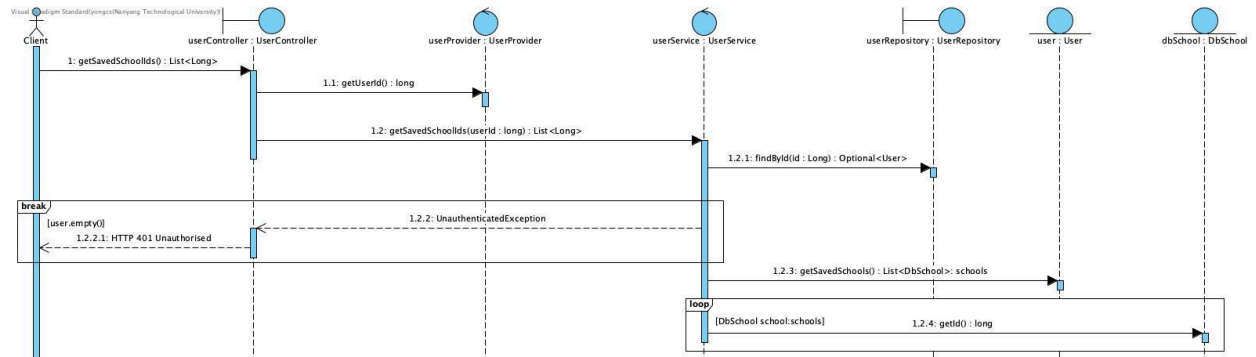 Visual Paradigm Standard(yongcs(Nanyang Technological University))
Client
userController : UserController
userProvider : UserProvider
userService : UserService
userRepository : UserRepository
user : User
dbSchool : DbSchool
1: getSavedSchoolIds() : List<Long>
1.1: getUserId() : long
1.2: getSavedSchoolIds(userId : long) : List<Long>
1.2.1: findById(id : Long) : Optional<User>
break
[user.empty()]
1.2.2: UnauthenticatedException
1.2.2.1: HTTP 401 Unauthorised
1.2.3: getSavedSchools() : List<DbSchool>: schools
loop
[DbSchool school:schools]
1.2.4: getId() : long